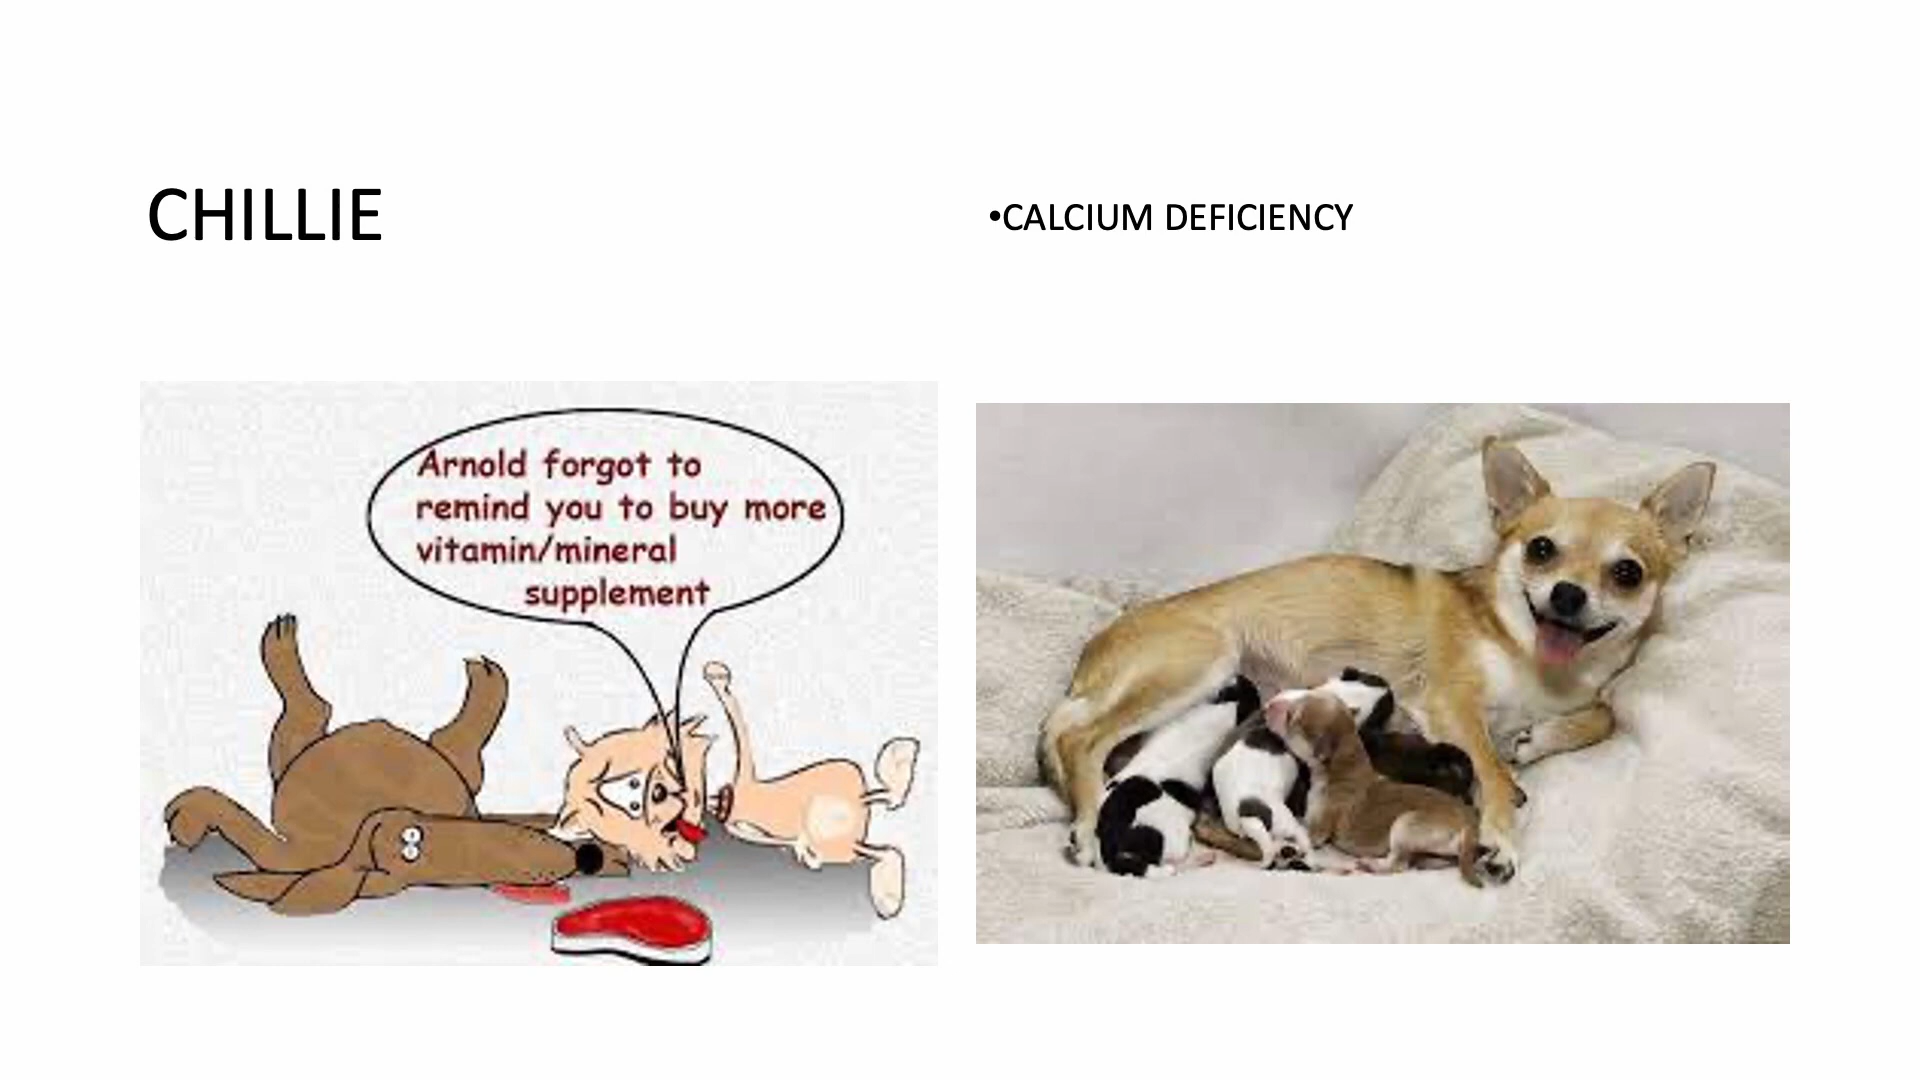 CHILLIE
•CALCIUM DEFICIENCY
Arnold forgot to
remind you to buy more
vitamin/mineral
supplement